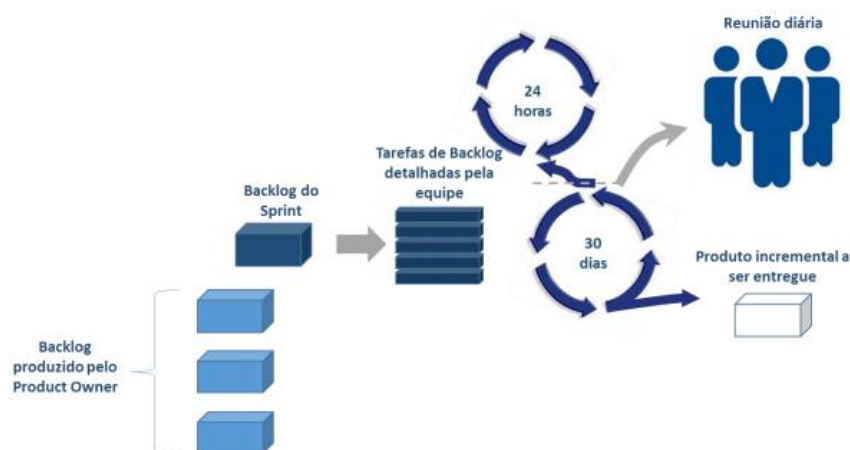 Reunião diária
24
horas
Tarefas de Backlog
detalhadas pela
equipe
Backlog do
Sprint
30
dias
Produto incremental a
ser entregue
Backlog
produzido pelo
Product Owner